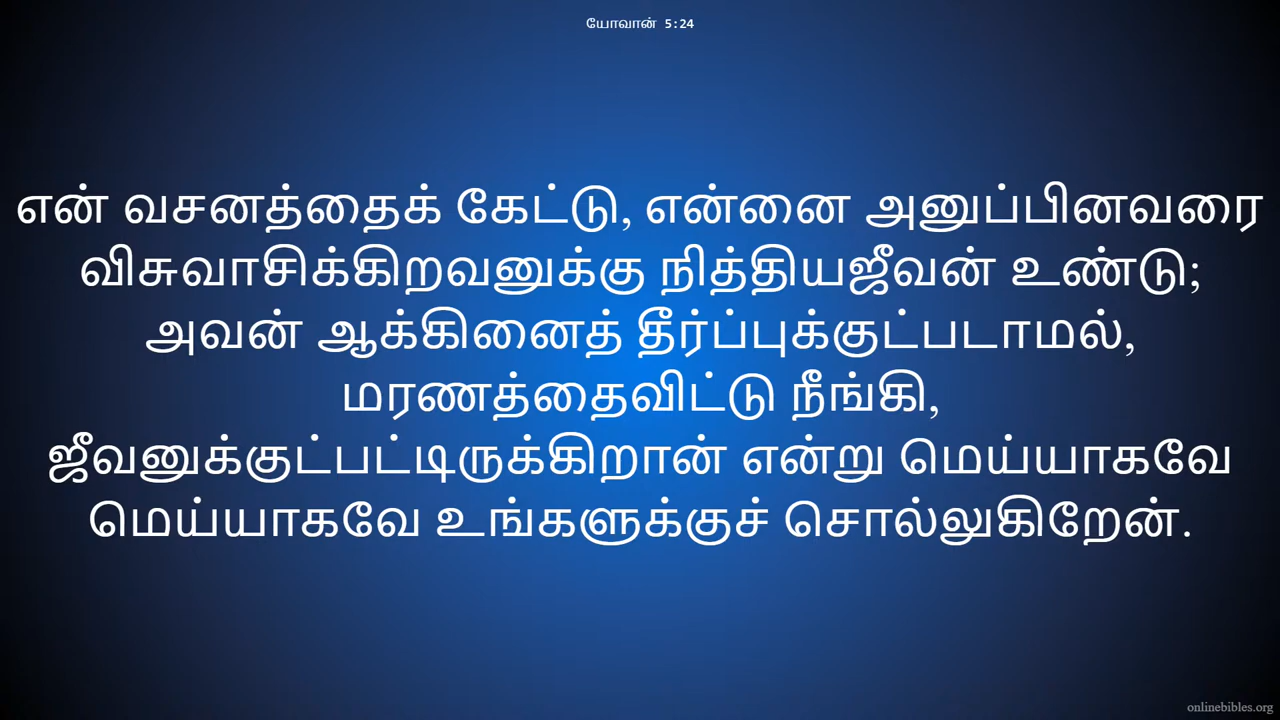 யோவான் 5:24
என் வசனத்தைக் கேட்டு, என்னை அனுப்பினவரை
விசுவாசிக்கிறவனுக்கு நித்தியஜீவன் உண்டு;
அவன் ஆக்கினைத் தீர்ப்புக்குட்படாமல்,
மரணத்தைவிட்டு நீங்கி,
ஜீவனுக்குட்பட்டிருக்கிறான் என்று மெய்யாகவே
மெய்யாகவே உங்களுக்குச் சொல்லுகிறேன்.
onlinebibles.org